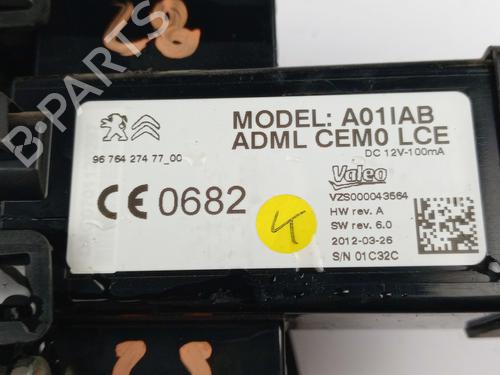 B-PARTS
MODEL: A01IAB
ADML CEM0 LCE
DC 12V-100mA
96 764 274 77_00
CE 0682
Valeo
VZS000043564
HW rev. A
SW rev. 6.0
2012-03-26
S/N 01C32C